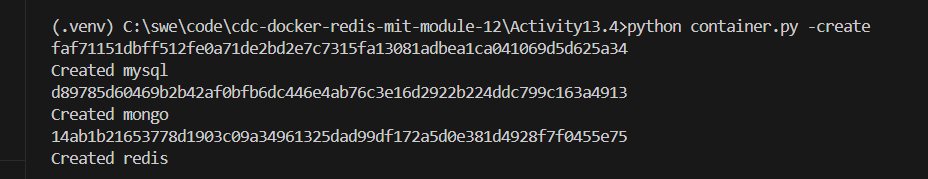 (.venv) C:\swe\code\cdc-docker-redis-mit-module-12\Activity13.4>python container.py -create
faf71151dbff512fe0a71de2bd2e7c7315fa13081adbea1ca041069d5d625a34
Created mysql
d89785d60469b2b42af0bfb6dc446e4ab76c3e16d2922b224ddc799c163a4913
Created mongo
14ab1b21653778d1903c09a34961325dad99df172a5d0e381d4928f7f0455e75
Created redis